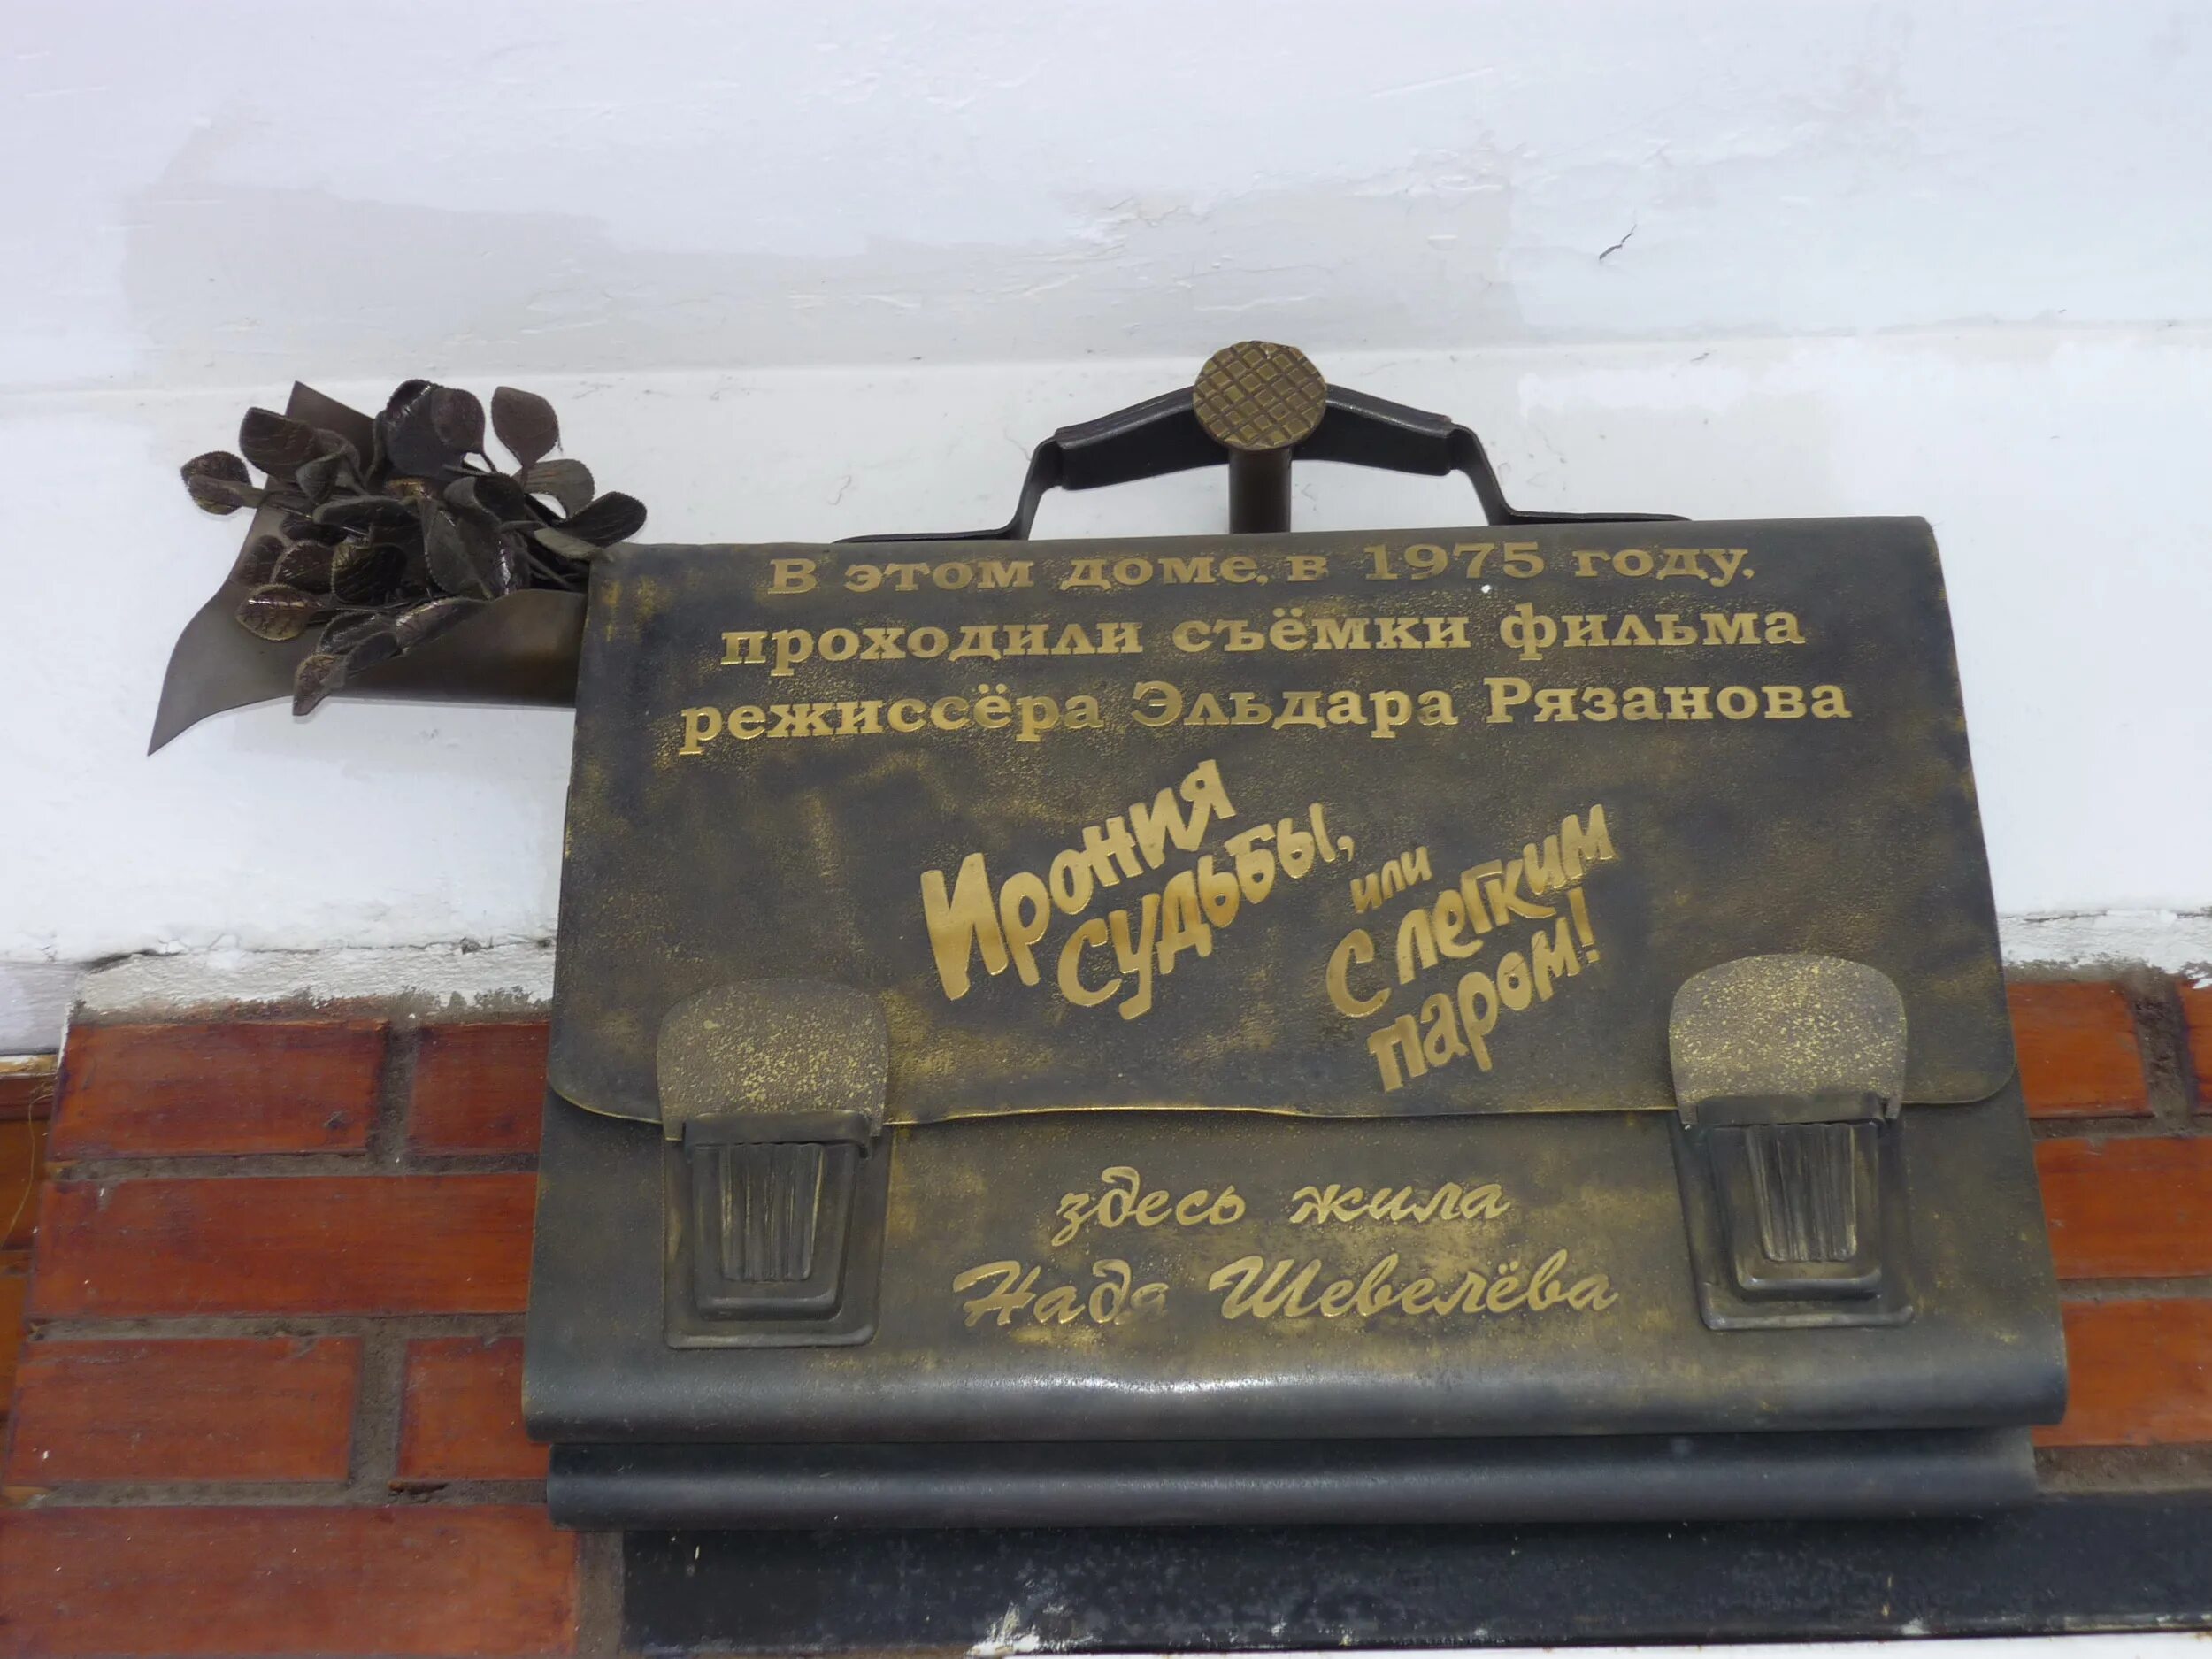 В этом доме, в 1975 году,
проходили съёмки фильма
режиссёра Эльдара Рязанова
Ирония
судьбы,
или
С легким
паром!
здесь жила
Надя Шевелёва